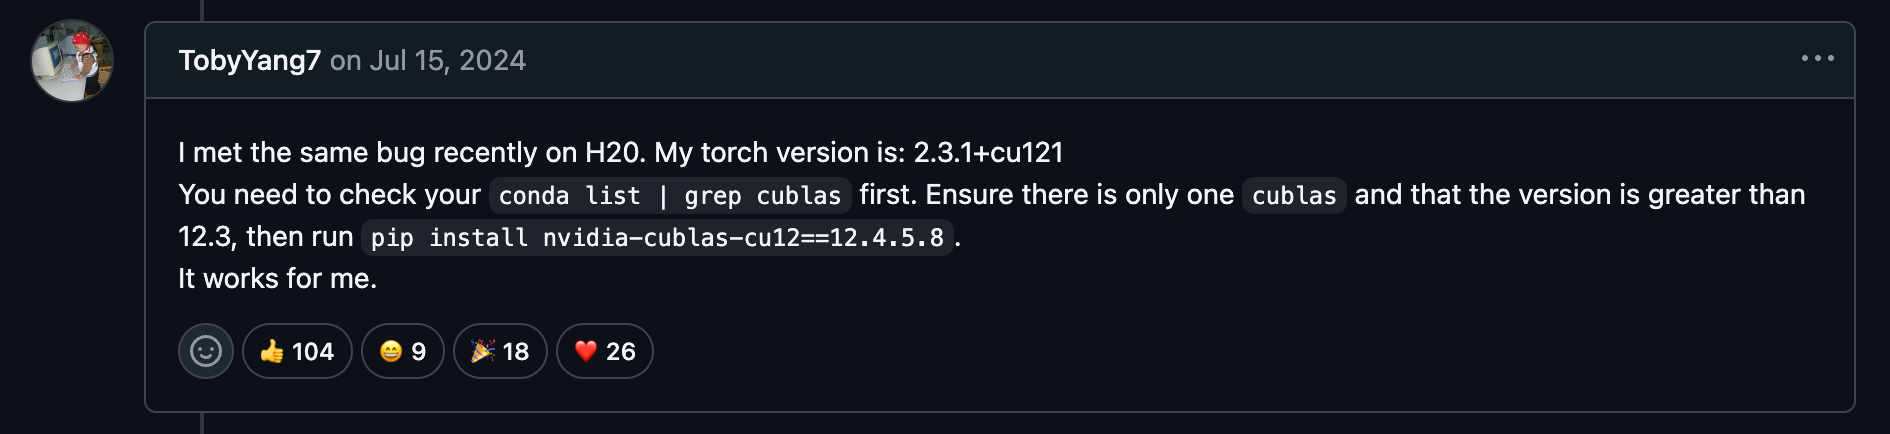 TobyYang7 on Jul 15, 2024
I met the same bug recently on H20. My torch version is: 2.3.1+cu121
You need to check your conda list | grep cublas first. Ensure there is only one cublas and that the version is greater than
12.3, then run pip install nvidia-cublas-cu12==12.4.5.8.
It works for me.
👍 104 😄 9 🎉 18 ❤️ 26